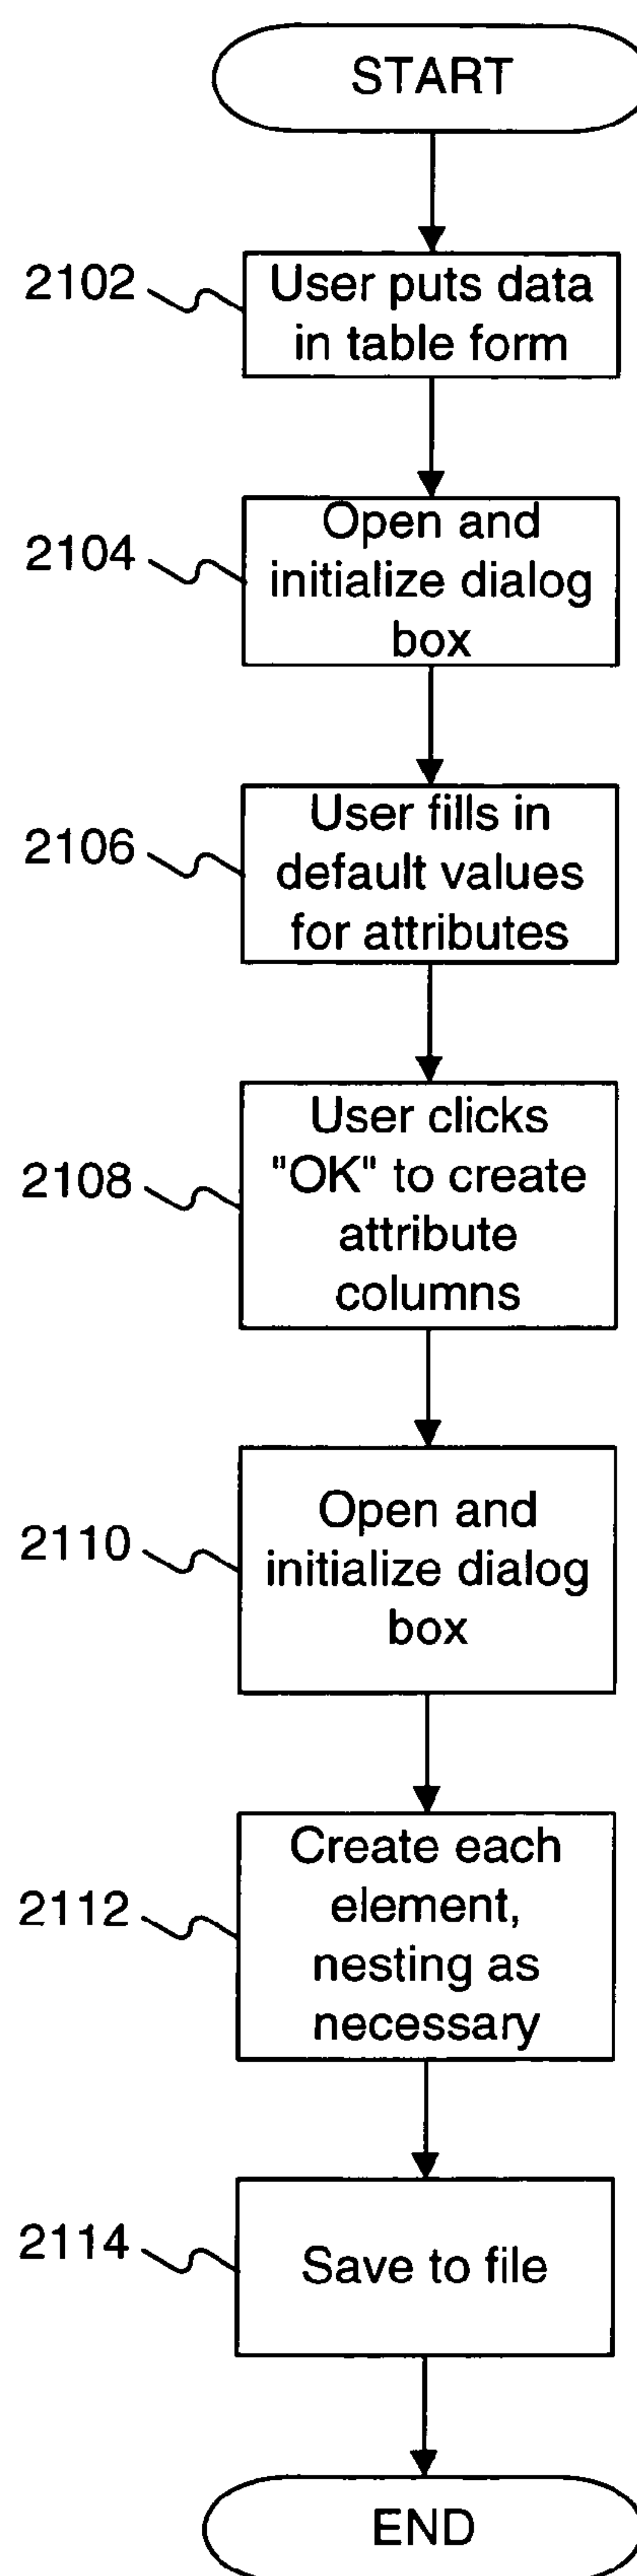 START
2102
User puts data
in table form
2104
Open and
initialize dialog
box
2106
User fills in
default values
for attributes
2108
User clicks
"OK" to create
attribute
columns
2110
Open and
initialize dialog
box
2112
Create each
element,
nesting as
necessary
2114
Save to file
END